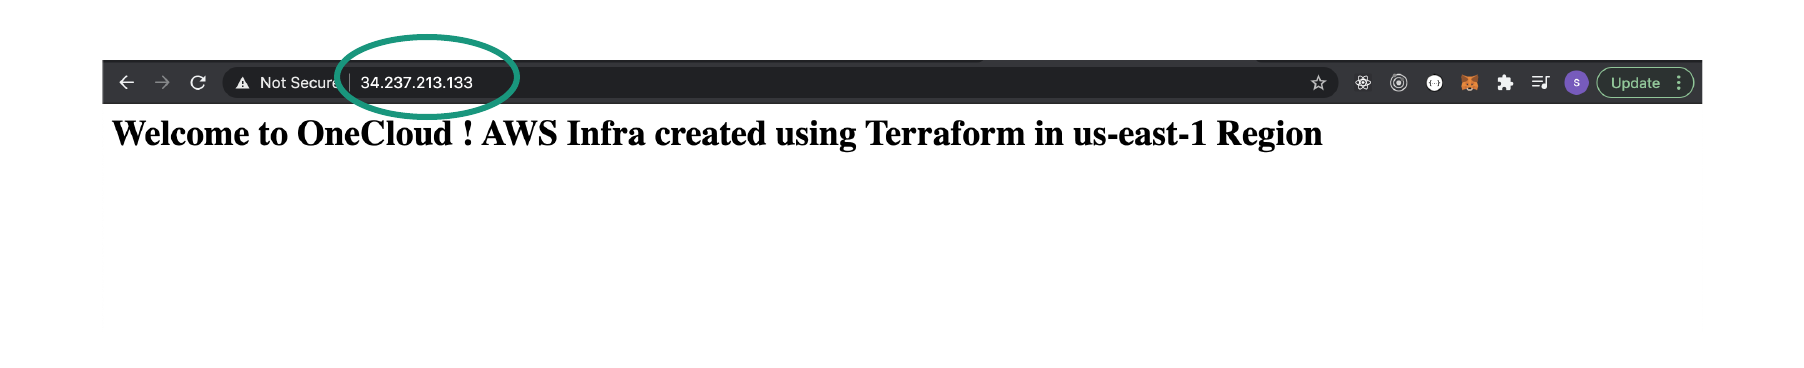 Not Secure 34.237.213.133 S Update
Welcome to OneCloud ! AWS Infra created using Terraform in us-east-1 Region